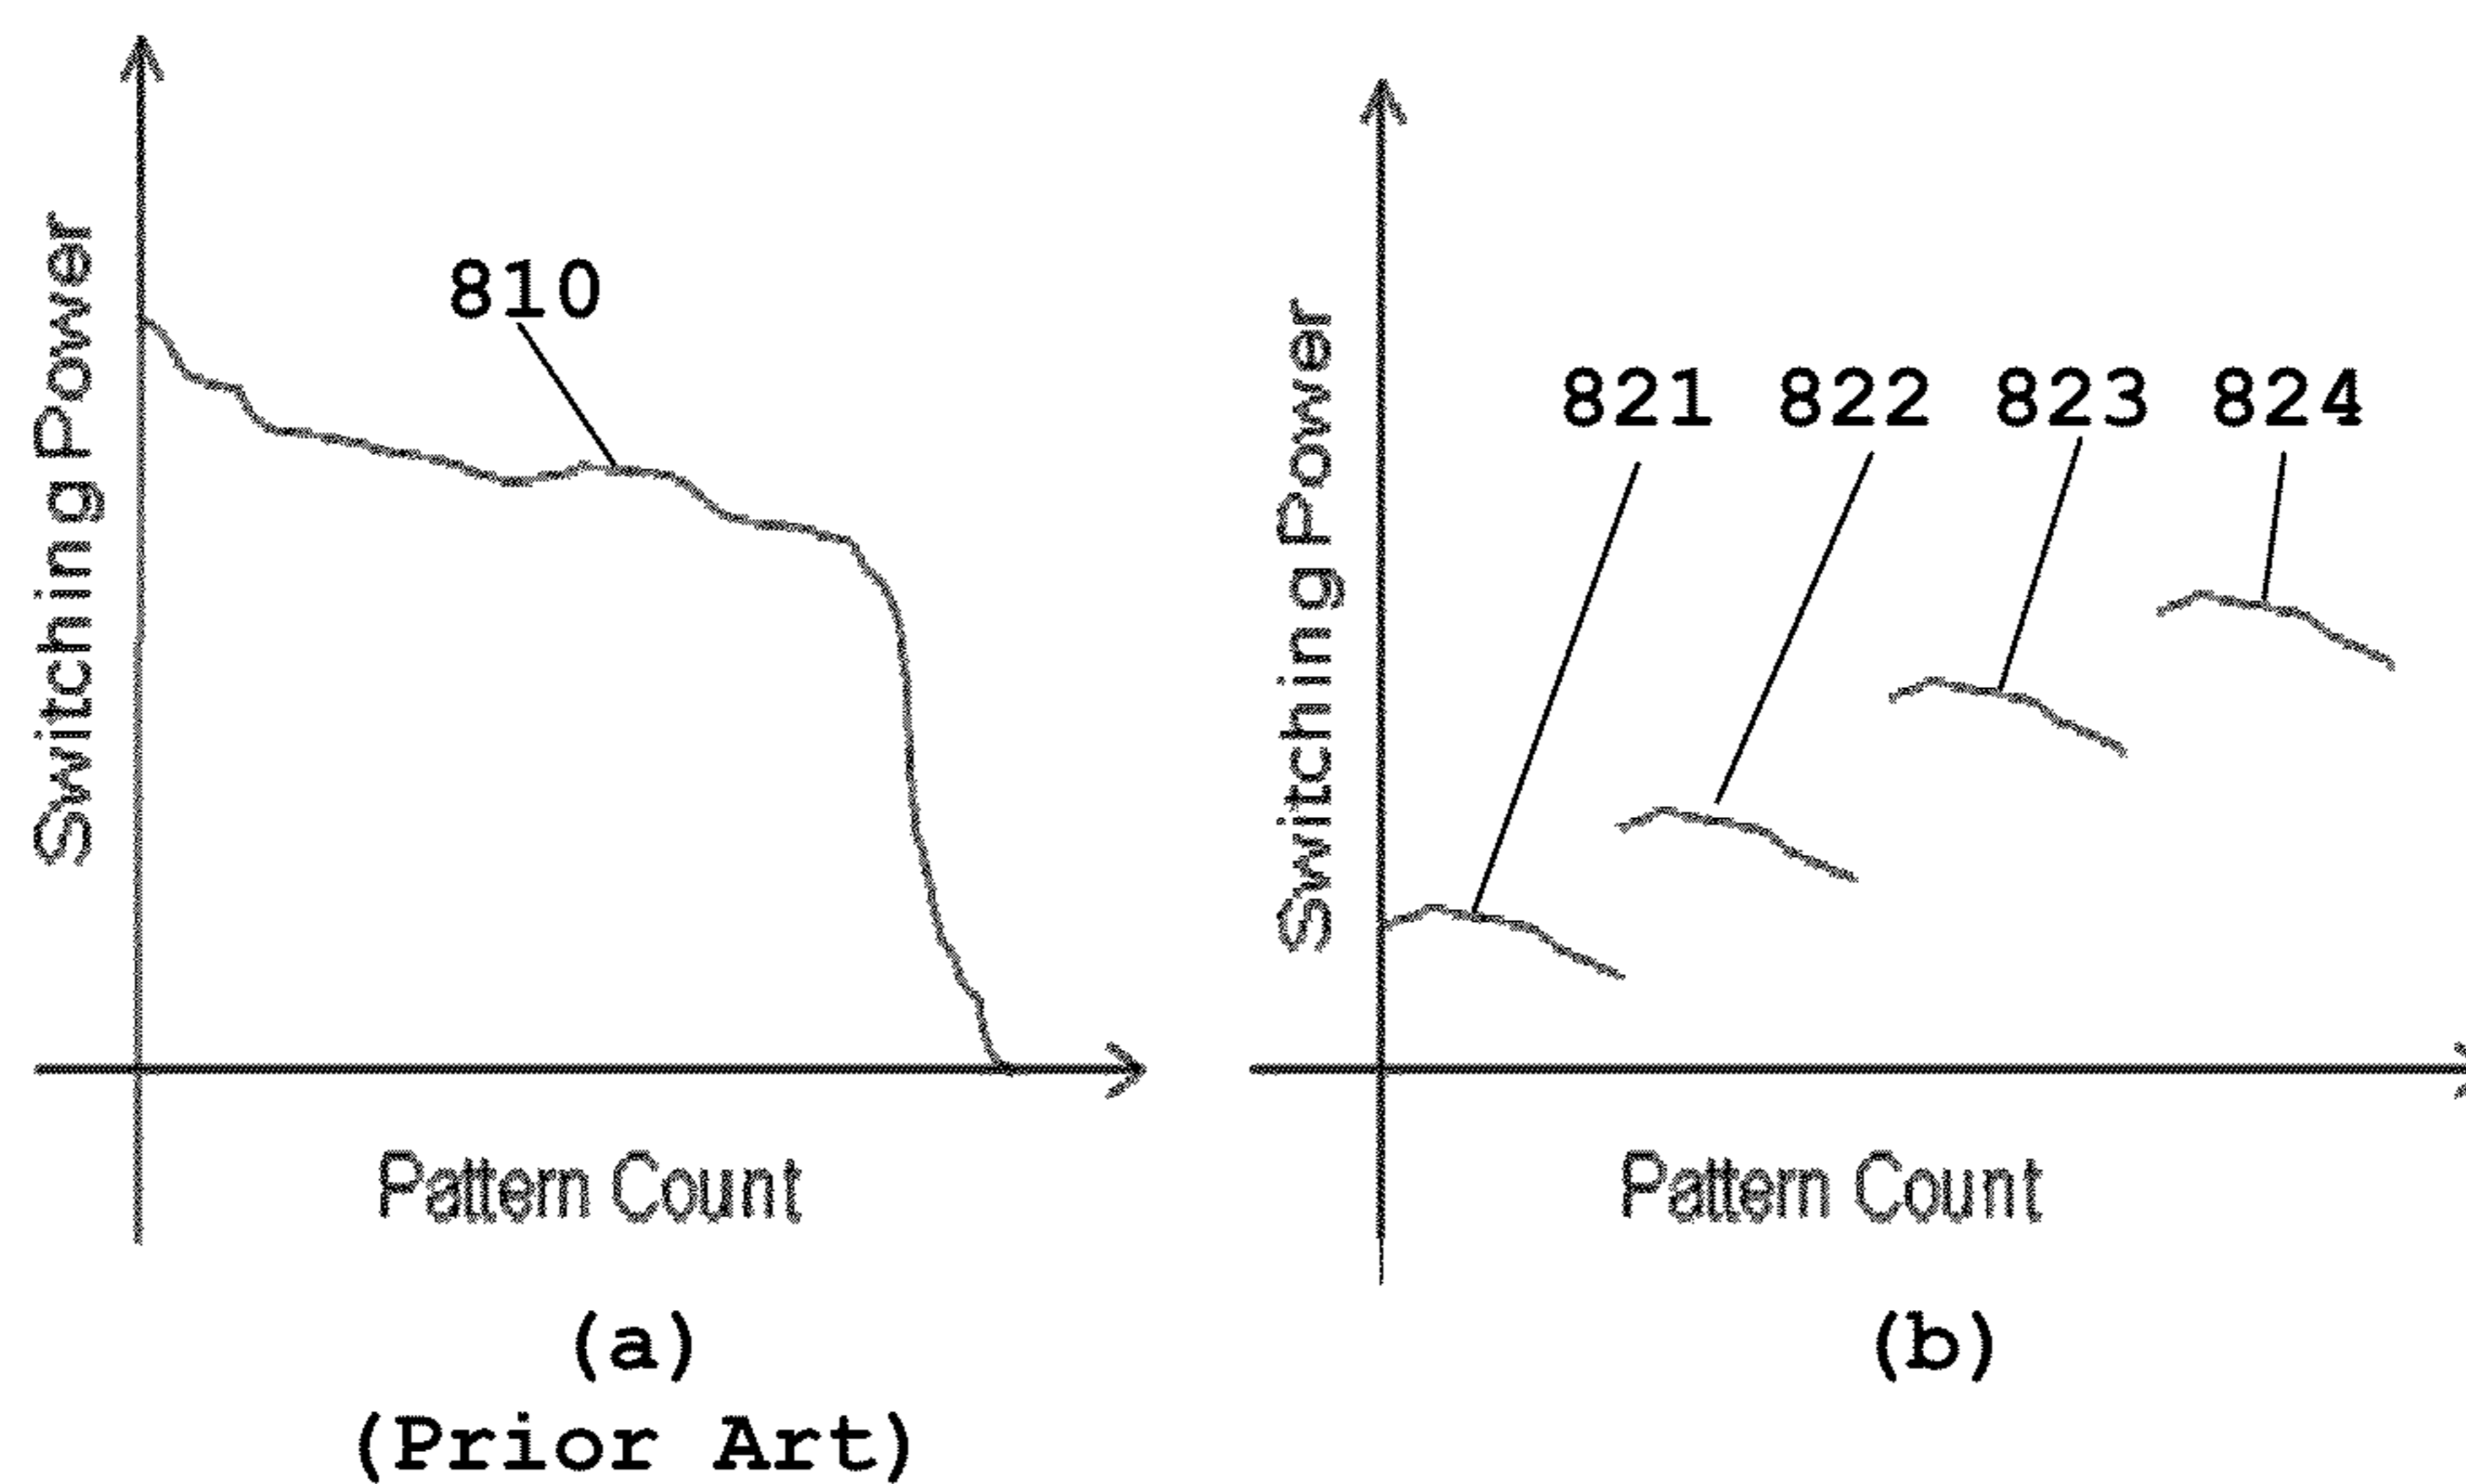 Switching Power
810
Pattern Count
(a)
(Prior Art)
Switching Power
821 822 823 824
Pattern Count
(b)